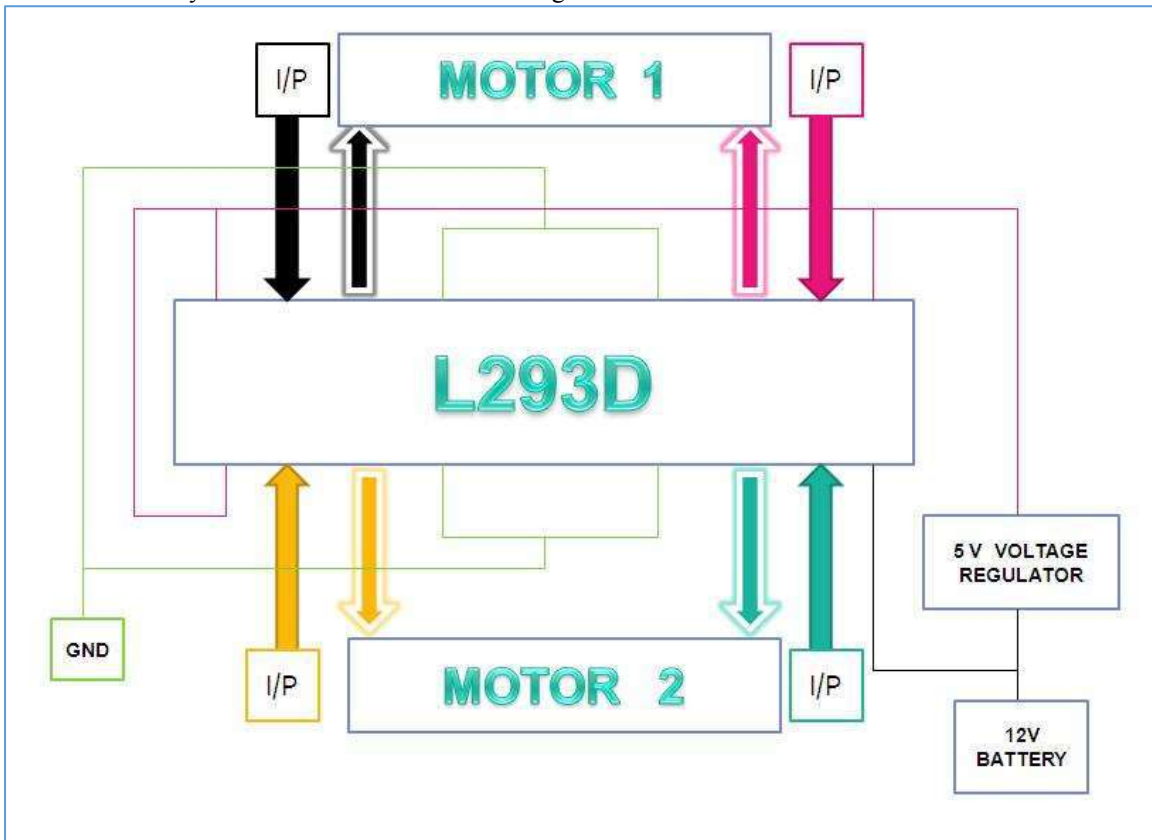 I/P
MOTOR 1
I/P
L293D
5 V VOLTAGE
REGULATOR
GND
I/P
MOTOR 2
I/P
12V
BATTERY